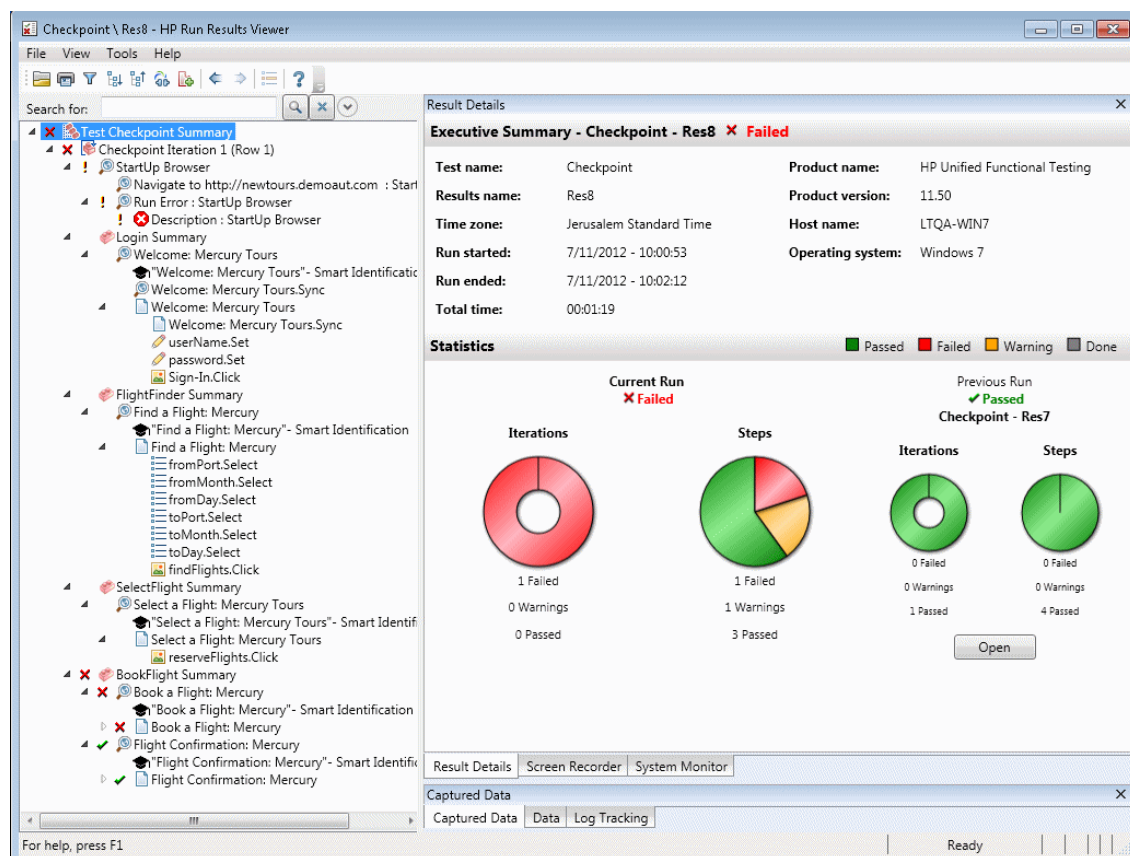 Checkpoint \ Res8 - HP Run Results Viewer
File View Tools Help
Search for:
Test Checkpoint Summary
Checkpoint Iteration 1 (Row 1)
! StartUp Browser
Navigate to http://newtours.demoaut.com : Start
! Run Error : StartUp Browser
! Description : StartUp Browser
Login Summary
Welcome: Mercury Tours
"Welcome: Mercury Tours"- Smart Identificatic
Welcome: Mercury Tours.Sync
Welcome: Mercury Tours
Welcome: Mercury Tours.Sync
userName.Set
password.Set
Sign-In.Click
FlightFinder Summary
Find a Flight: Mercury
"Find a Flight: Mercury"- Smart Identification
Find a Flight: Mercury
fromPort.Select
fromMonth.Select
fromDay.Select
toPort.Select
toMonth.Select
toDay.Select
findFlights.Click
SelectFlight Summary
Select a Flight: Mercury Tours
"Select a Flight: Mercury Tours"- Smart Identifi
Select a Flight: Mercury Tours
reserveFlights.Click
BookFlight Summary
Book a Flight: Mercury
"Book a Flight: Mercury"- Smart Identification
Book a Flight: Mercury
Flight Confirmation: Mercury
"Flight Confirmation: Mercury"- Smart Identific
Flight Confirmation: Mercury
Result Details
Executive Summary - Checkpoint - Res8 Failed
Test name: Checkpoint
Results name: Res8
Time zone: Jerusalem Standard Time
Run started: 7/11/2012 - 10:00:53
Run ended: 7/11/2012 - 10:02:12
Total time: 00:01:19
Product name: HP Unified Functional Testing
Product version: 11.50
Host name: LTQA-WIN7
Operating system: Windows 7
Statistics
Passed Failed Warning Done
Current Run
Failed
Iterations
1 Failed
0 Warnings
0 Passed
Steps
1 Failed
1 Warnings
3 Passed
Previous Run
Passed
Checkpoint - Res7
Iterations
0 Failed
0 Warnings
1 Passed
Steps
0 Failed
0 Warnings
4 Passed
Open
Result Details Screen Recorder System Monitor
Captured Data
Captured Data Data Log Tracking
For help, press F1
Ready